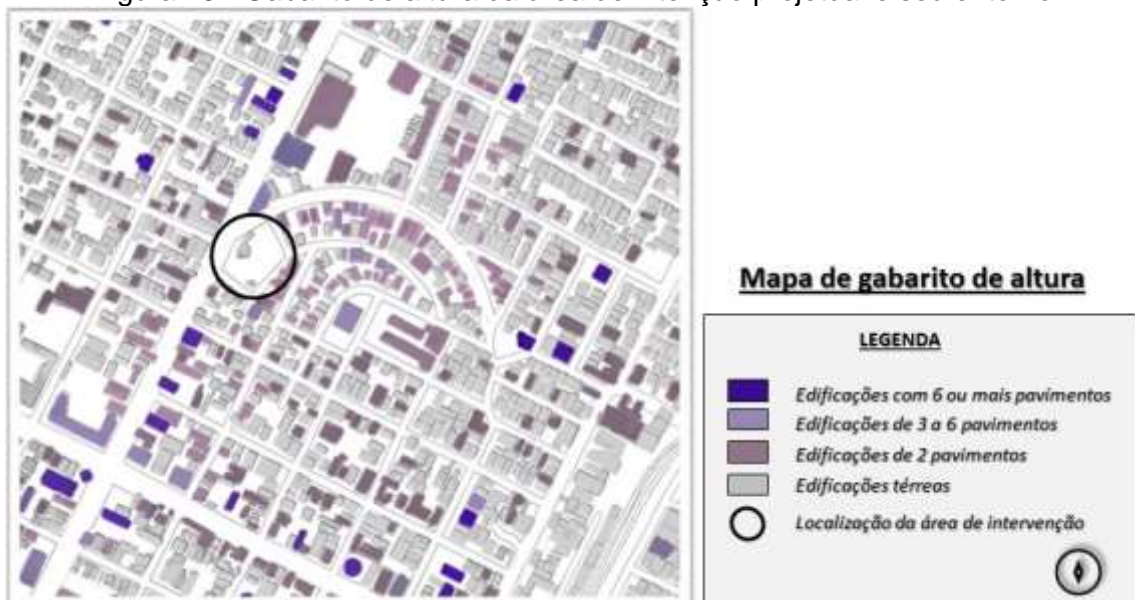 Mapa de gabarito de altura
LEGENDA
Edificações com 6 ou mais pavimentos
Edificações de 3 a 6 pavimentos
Edificações de 2 pavimentos
Edificações térreas
Localização da área de intervenção